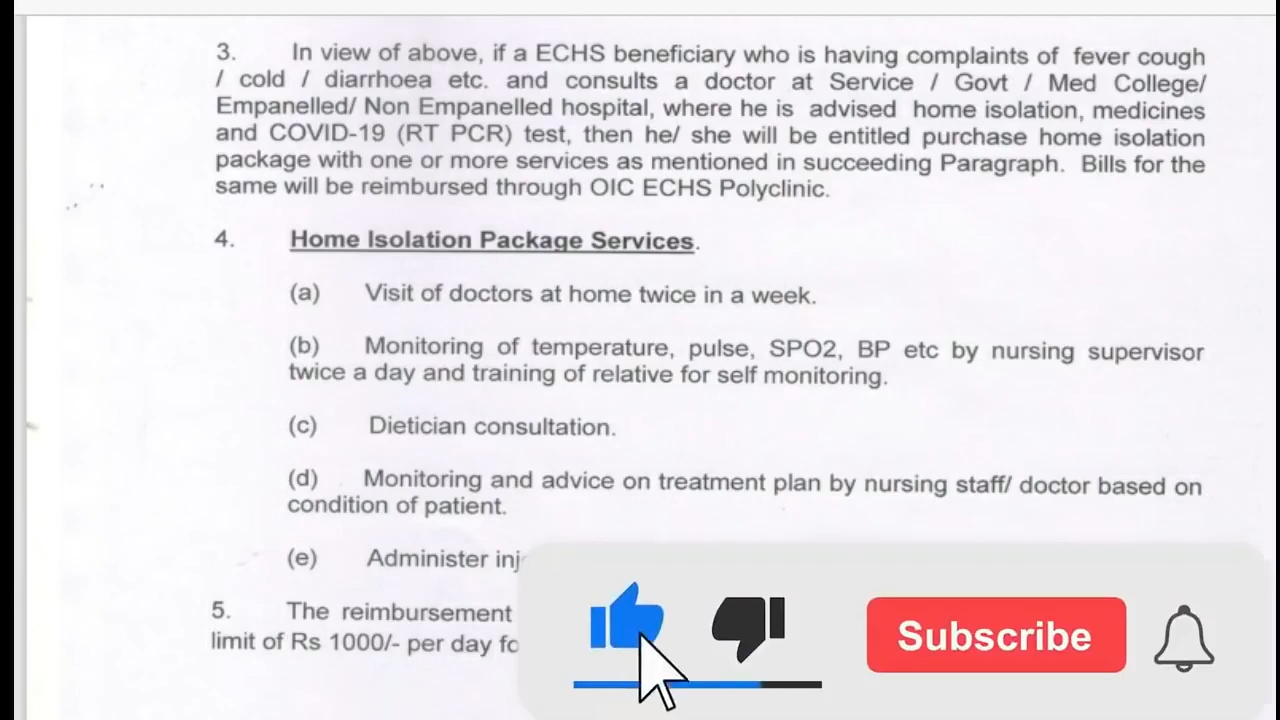 3. In view of above, if a ECHS beneficiary who is having complaints of fever cough
/ cold / diarrhoea etc. and consults a doctor at Service / Govt / Med College/
Empanelled/ Non Empanelled hospital, where he is advised home isolation, medicines
and COVID-19 (RT PCR) test, then he/ she will be entitled purchase home isolation
package with one or more services as mentioned in succeeding Paragraph. Bills for the
same will be reimbursed through OIC ECHS Polyclinic.
4. Home Isolation Package Services.
(a) Visit of doctors at home twice in a week.
(b) Monitoring of temperature, pulse, SPO2, BP etc by nursing supervisor
twice a day and training of relative for self monitoring.
(c) Dietician consultation.
(d) Monitoring and advice on treatment plan by nursing staff/ doctor based on
condition of patient.
(e) Administer
5. The reimbursement
limit of Rs 1000/- per day
Subscribe